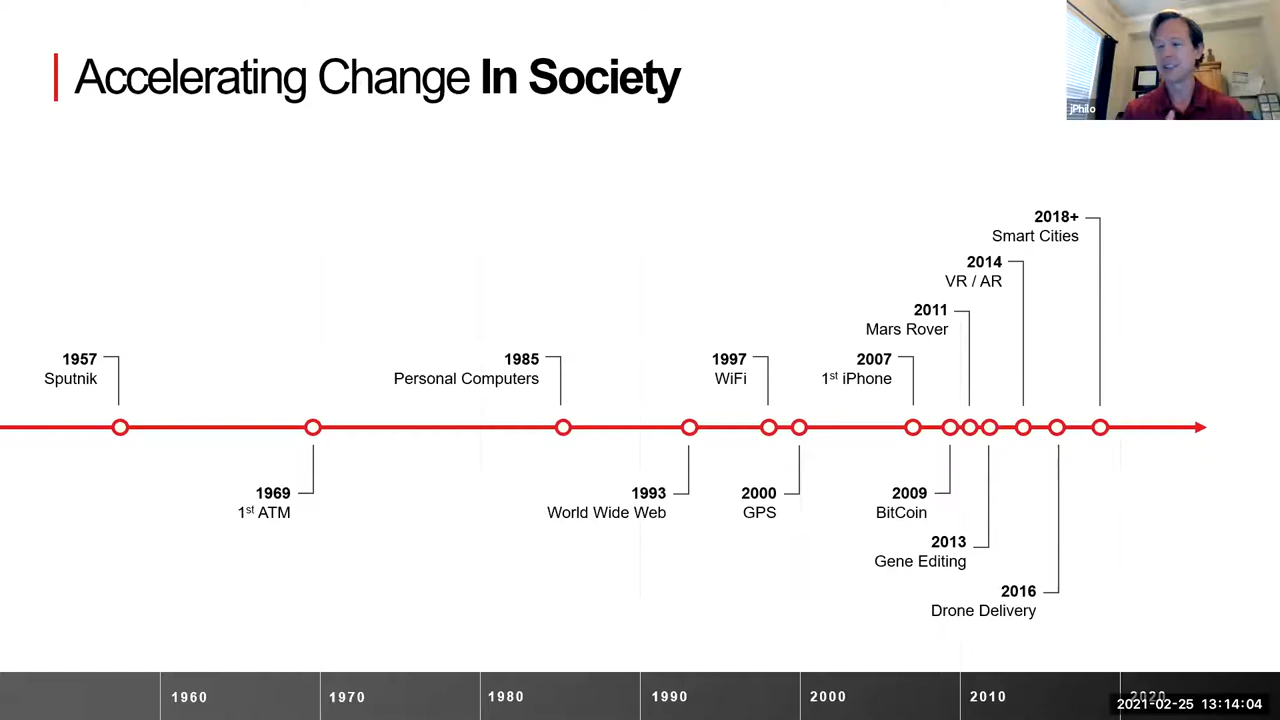 Accelerating Change In Society
jPhilo
2018+
Smart Cities
2014
VR / AR
2011
Mars Rover
1957
Sputnik
1985
Personal Computers
1997
WiFi
2007
1st iPhone
1969
1st ATM
1993
World Wide Web
2000
GPS
2009
BitCoin
2013
Gene Editing
2016
Drone Delivery
1960
1970
1980
1990
2000
2010
2020
2021-02-25 13:14:04